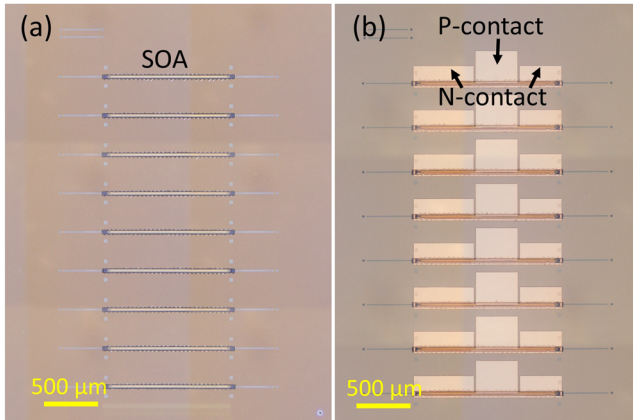 (a)
SOA
500 μm
(b)
P-contact
N-contact
500 μm